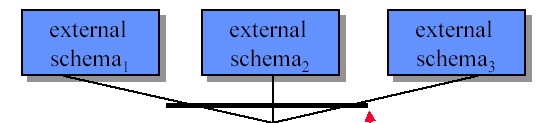 external
schema₁
external
schema₂
external
schema₃